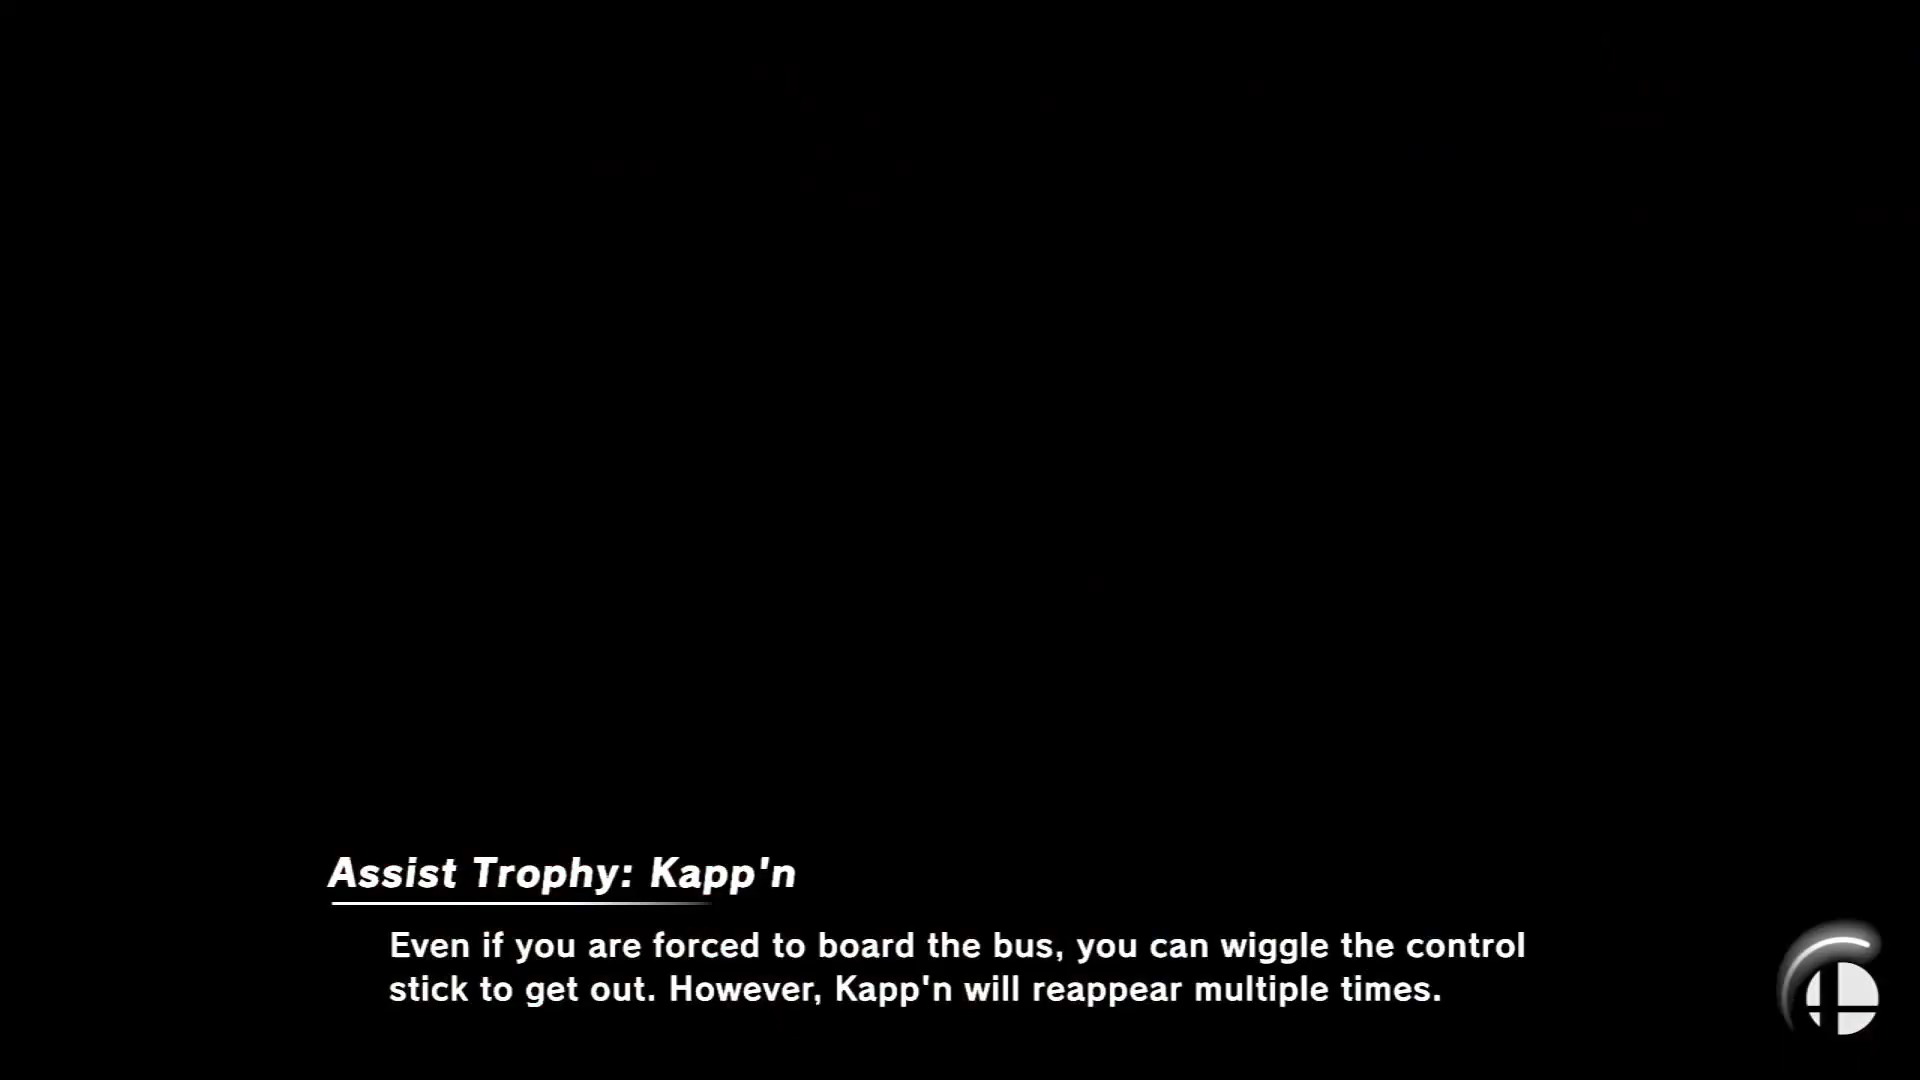 Assist Trophy: Kapp'n
Even if you are forced to board the bus, you can wiggle the control
stick to get out. However, Kapp'n will reappear multiple times.